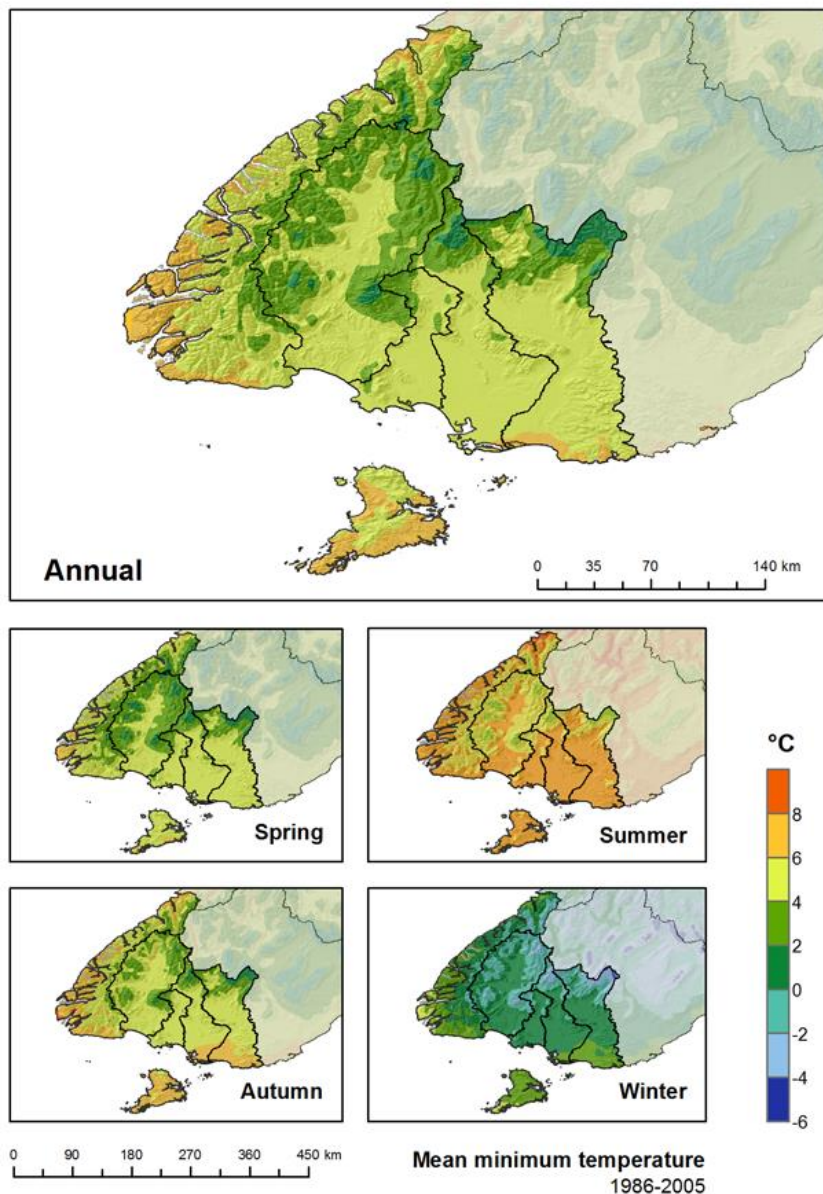 Annual
0 35 70 140 km
Spring
Summer
°C
8
6
4
2
0
-2
-4
-6
Autumn
Winter
0 90 180 270 360 450 km
Mean minimum temperature
1986-2005